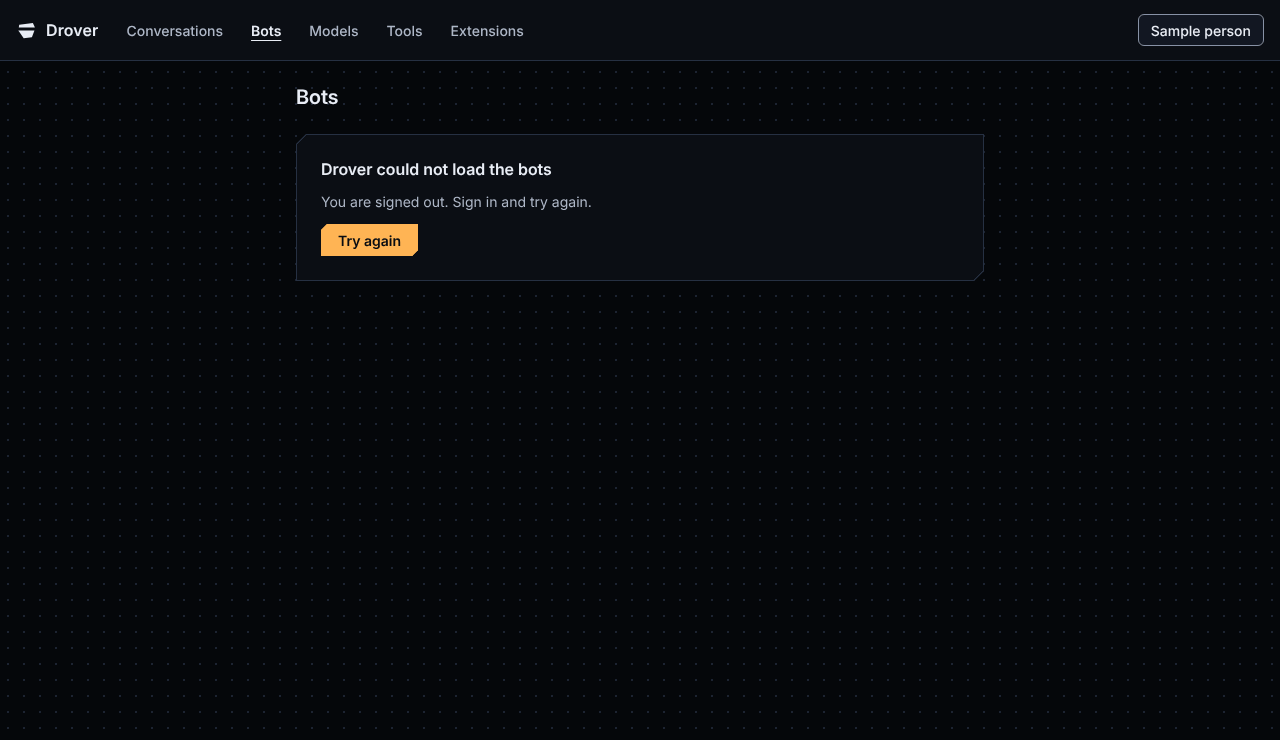 Drover
Conversations
Bots
Models
Tools
Extensions
Sample person
Bots
Drover could not load the bots
You are signed out. Sign in and try again.
Try again